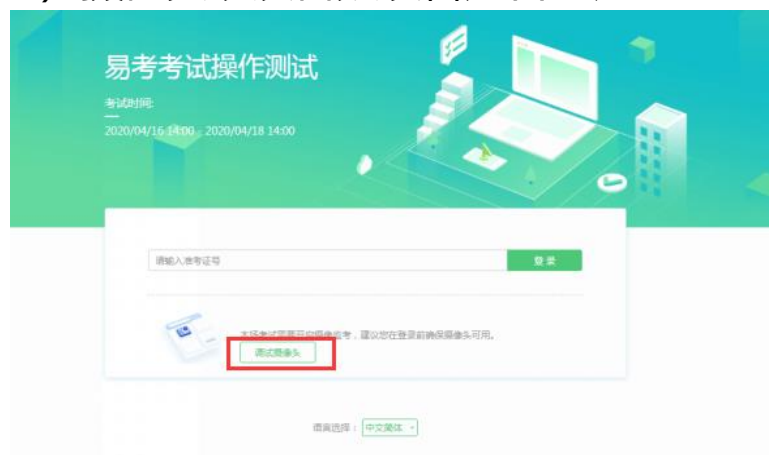 易考考试操作测试
考试时间:
2020/04/16 14:00 - 2020/04/18 14:00
请输入准考证号
登录
本场考试需要开启摄像监考，建议您在登录前确保摄像头可用。
调试摄像头
语言选择：中文简体